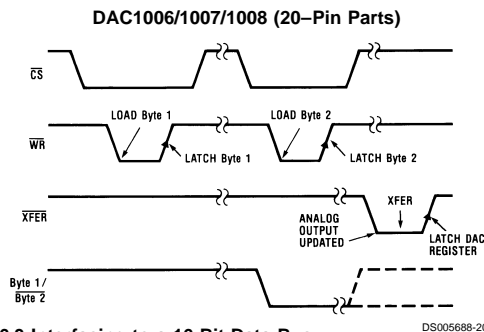 DAC1006/1007/1008 (20–Pin Parts)
CS
LOAD Byte 1
LOAD Byte 2
WR
LATCH Byte 1
LATCH Byte 2
XFER
XFER
ANALOG
OUTPUT
UPDATED
LATCH DAC
REGISTER
Byte 1/
Byte 2
DS005688-20